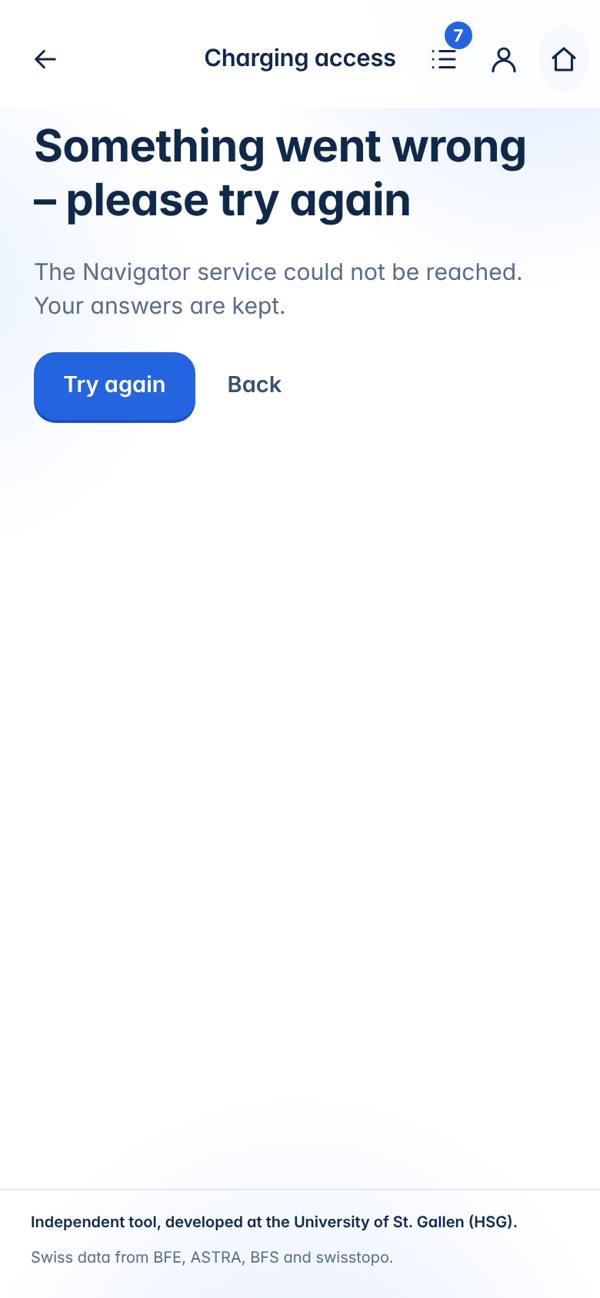 Charging access
7
Something went wrong
– please try again
The Navigator service could not be reached.
Your answers are kept.
Try again
Back
Independent tool, developed at the University of St. Gallen (HSG).
Swiss data from BFE, ASTRA, BFS and swisstopo.